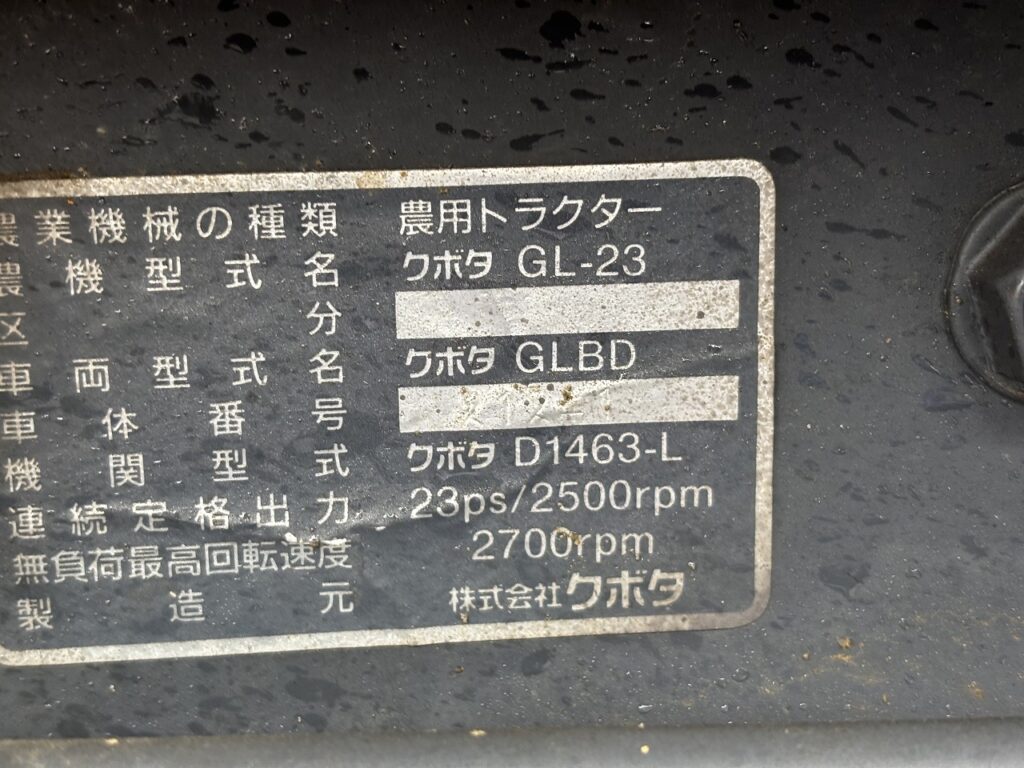 農業機械の種類 農用トラクター
農機型式名 クボタ GL-23
区分
車両型式名 クボタ GLBD
車体番号
機関型式 クボタ D1463-L
連続定格出力 23ps/2500rpm
無負荷最高回転速度 2700rpm
製造元 株式会社クボタ